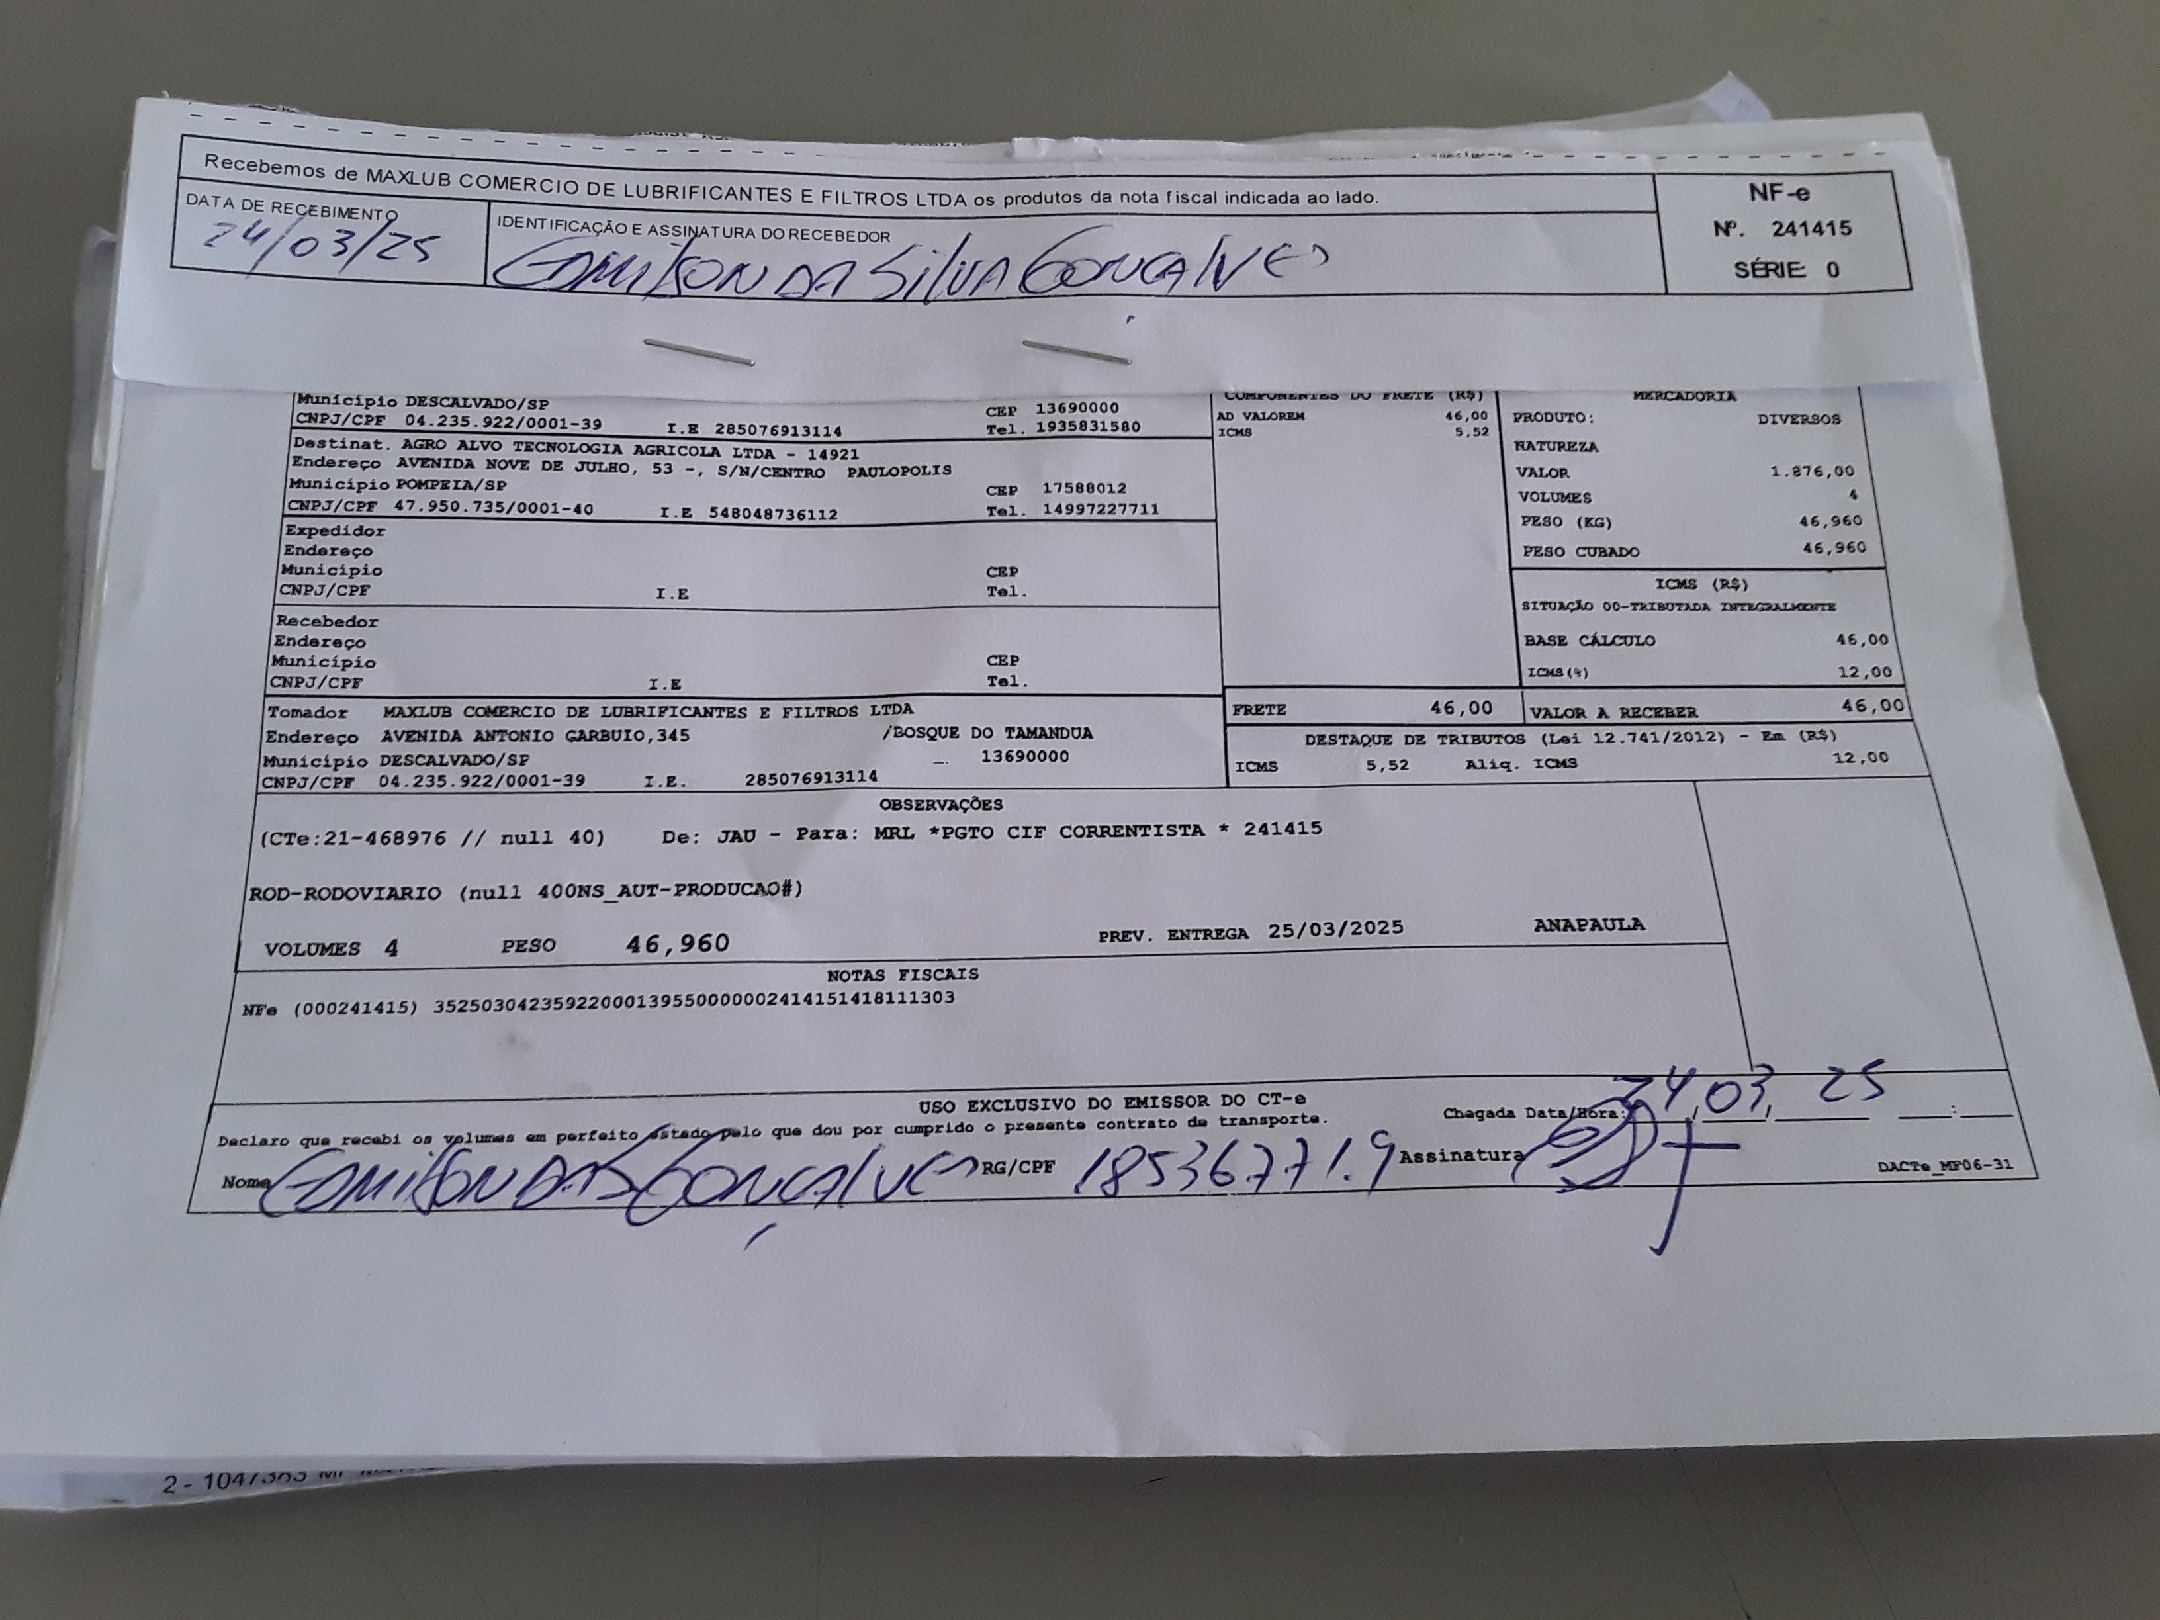 Recebemos de MAXLUB COMERCIO DE LUBRIFICANTES E FILTROS LTDA os produtos da nota fiscal indicada ao lado.
DATA DE RECEBIMENTO
24/03/25
IDENTIFICAÇÃO E ASSINATURA DO RECEBEDOR
Edmilson da Silva Gonçalves
NF-e
Nº. 241415
SÉRIE: 0
Município DESCALVADO/SP CEP 13690000
CNPJ/CPF 04.235.922/0001-39 I.E 285076913114 Tel. 1935831580
Destinat. AGRO ALVO TECNOLOGIA AGRICOLA LTDA - 14921
Endereço AVENIDA NOVE DE JULHO, 53 -, S/N/CENTRO PAULOPOLIS
Município POMPEIA/SP CEP 17588012
CNPJ/CPF 47.950.735/0001-40 I.E 548048736112 Tel. 14997227711
Expedidor
Endereço
Município CEP
CNPJ/CPF I.E Tel.
Recebedor
Endereço
Município CEP
CNPJ/CPF I.E Tel.
Tomador MAXLUB COMERCIO DE LUBRIFICANTES E FILTROS LTDA
Endereço AVENIDA ANTONIO GARBUIO,345 /BOSQUE DO TAMANDUA
Município DESCALVADO/SP 13690000
CNPJ/CPF 04.235.922/0001-39 I.E. 285076913114
COMPONENTES DO FRETE (R$)
AD VALOREM 46,00
ICMS 5,52
MERCADORIA
PRODUTO: DIVERSOS
NATUREZA
VALOR 1.876,00
VOLUMES 4
PESO (KG) 46,960
PESO CUBADO 46,960
ICMS (R$)
SITUAÇÃO 00-TRIBUTADA INTEGRALMENTE
BASE CÁLCULO 46,00
ICMS(%) 12,00
FRETE 46,00 VALOR A RECEBER 46,00
DESTAQUE DE TRIBUTOS (Lei 12.741/2012) - Em (R$)
ICMS 5,52 Aliq. ICMS 12,00
OBSERVAÇÕES
(CTe:21-468976 // null 40) De: JAU - Para: MRL *PGTO CIF CORRENTISTA * 241415
ROD-RODOVIARIO (null 400NS_AUT-PRODUCAO#)
VOLUMES 4 PESO 46,960 PREV. ENTREGA 25/03/2025 ANAPAULA
NOTAS FISCAIS
NFe (000241415) 35250304235922000139550000002414151418111303
USO EXCLUSIVO DO EMISSOR DO CT-e
Declaro que recebi os volumes em perfeito estado pelo que dou por cumprido o presente contrato de transporte.
Chegada Data/Hora: 24,03, 25 :
Nome Edmilson da S Gonçalves RG/CPF 18536771.9 Assinatura
DACTe_MP06-31